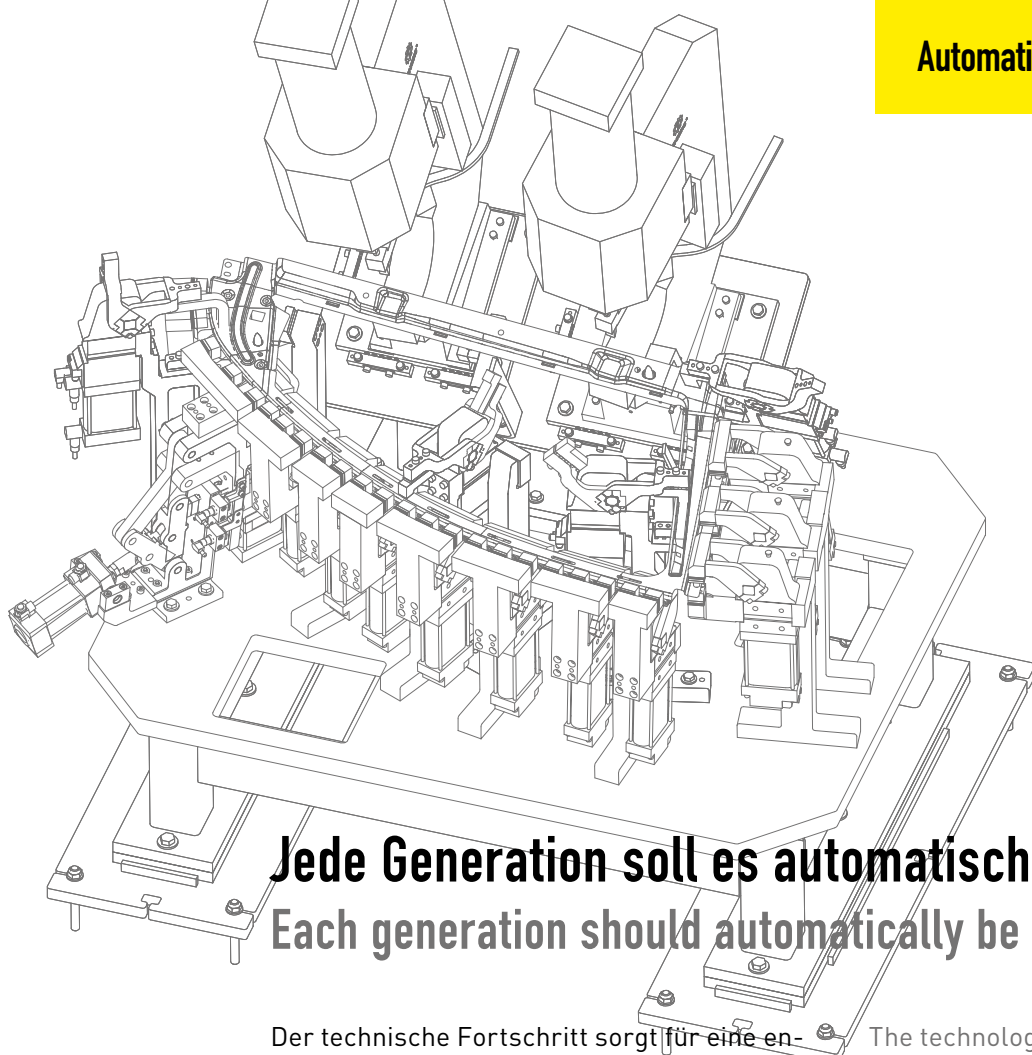 Automati
Jede Generation soll es automatisch
Each generation should automatically be
Der technische Fortschritt sorgt für eine en-
The technolog